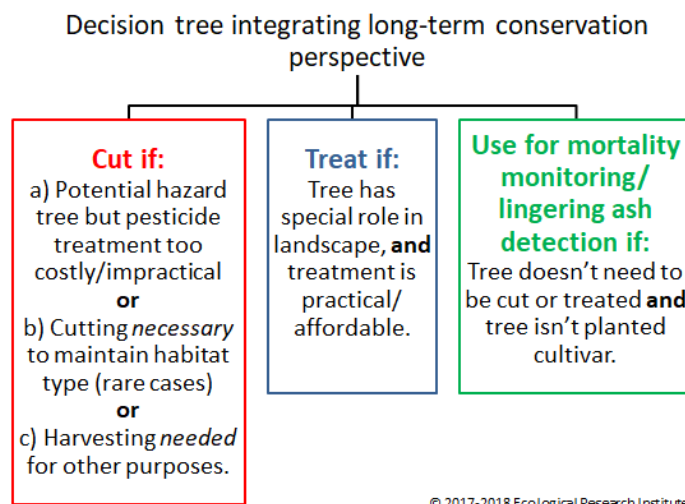 Decision tree integrating long-term conservation
perspective
Cut if:
a) Potential hazard
tree but pesticide
treatment too
costly/impractical
or
b) Cutting necessary
to maintain habitat
type (rare cases)
or
c) Harvesting needed
for other purposes.
Treat if:
Tree has
special role in
landscape, and
treatment is
practical/
affordable.
Use for mortality
monitoring/
lingering ash
detection if:
Tree doesn't need to
be cut or treated and
tree isn't planted
cultivar.
© 2017-2018 Ecological Research Institute